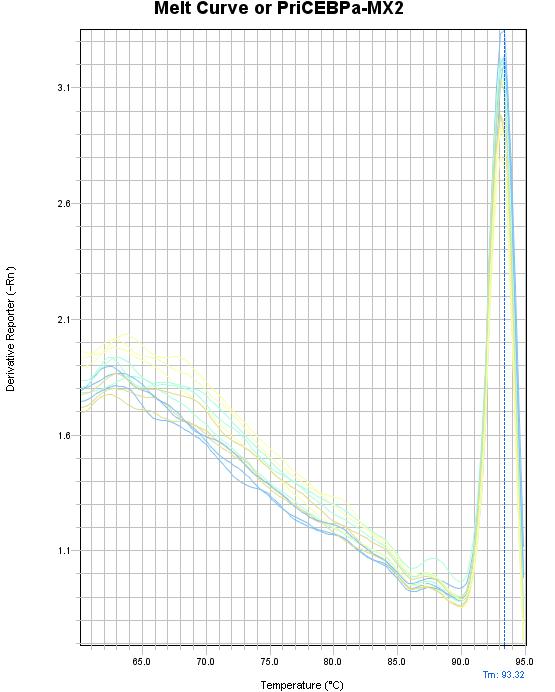 Melt Curve or PriCEBPa-MX2
Derivative Reporter (-Rn')
3.1
2.6
2.1
1.6
1.1
65.0 70.0 75.0 80.0 85.0 90.0 95.0
Tm: 93.32
Temperature (°C)